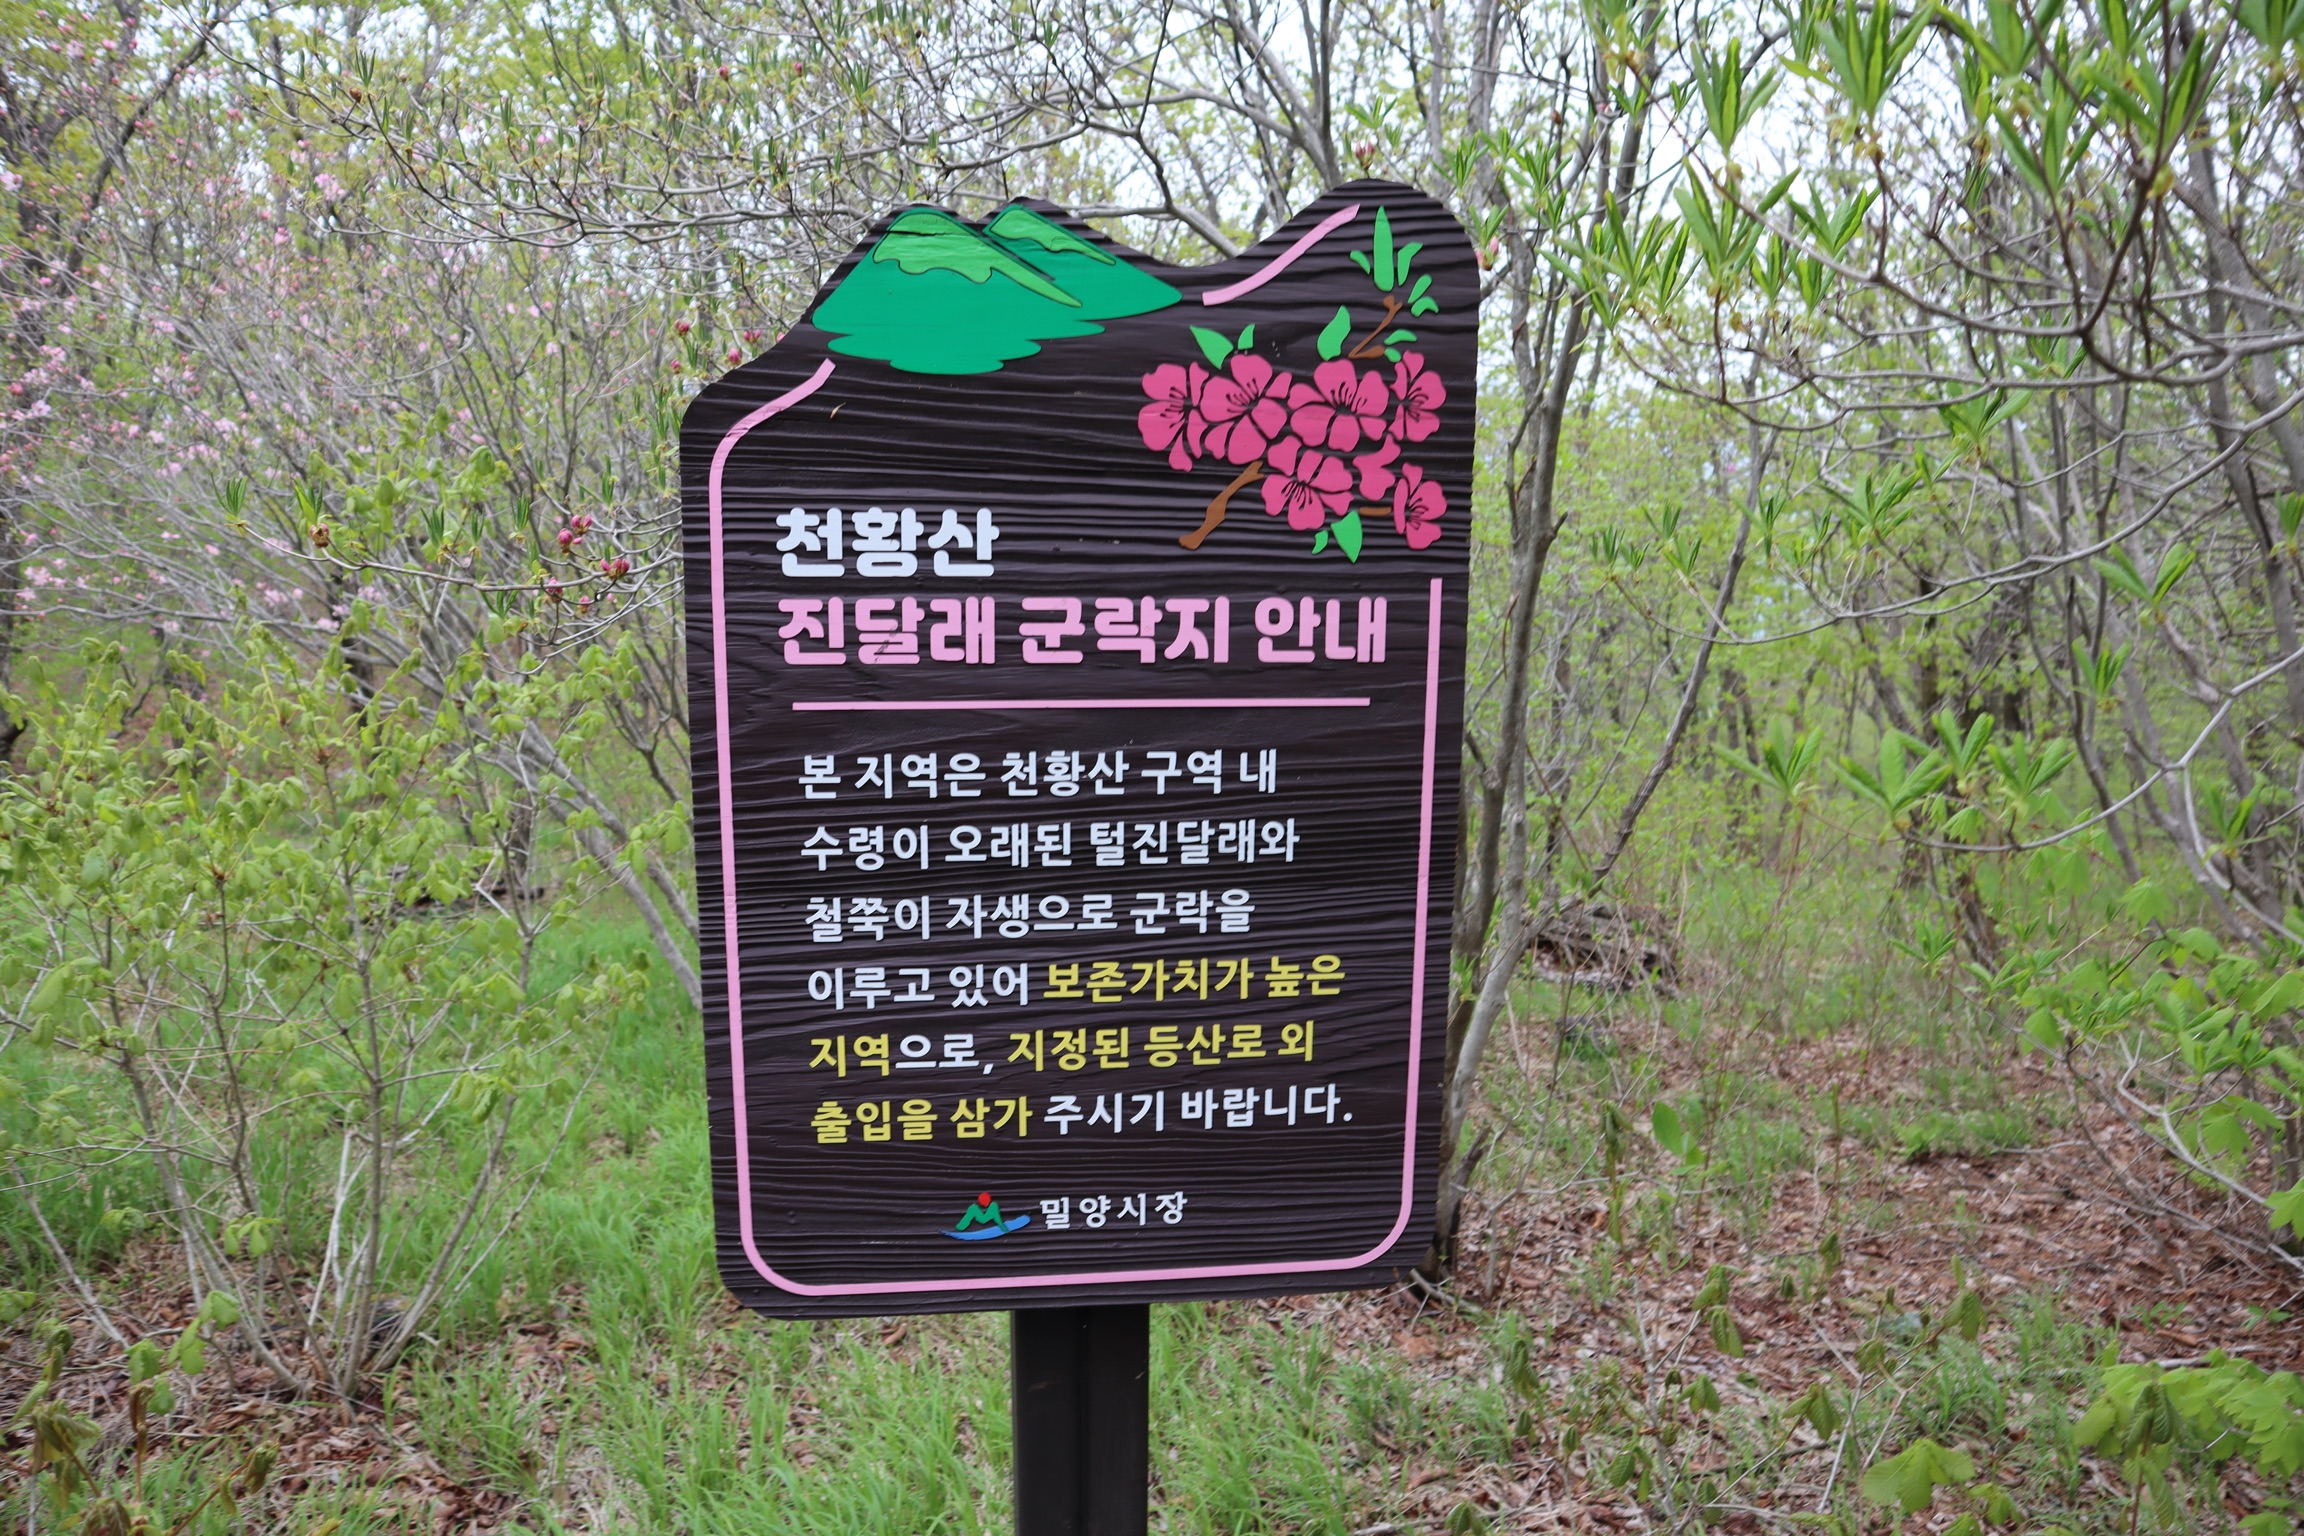 천황산
진달래 군락지 안내
본 지역은 천황산 구역 내
수령이 오래된 털진달래와
철쭉이 자생으로 군락을
이루고 있어 보존가치가 높은
지역으로, 지정된 등산로 외
출입을 삼가 주시기 바랍니다.
밀양시장